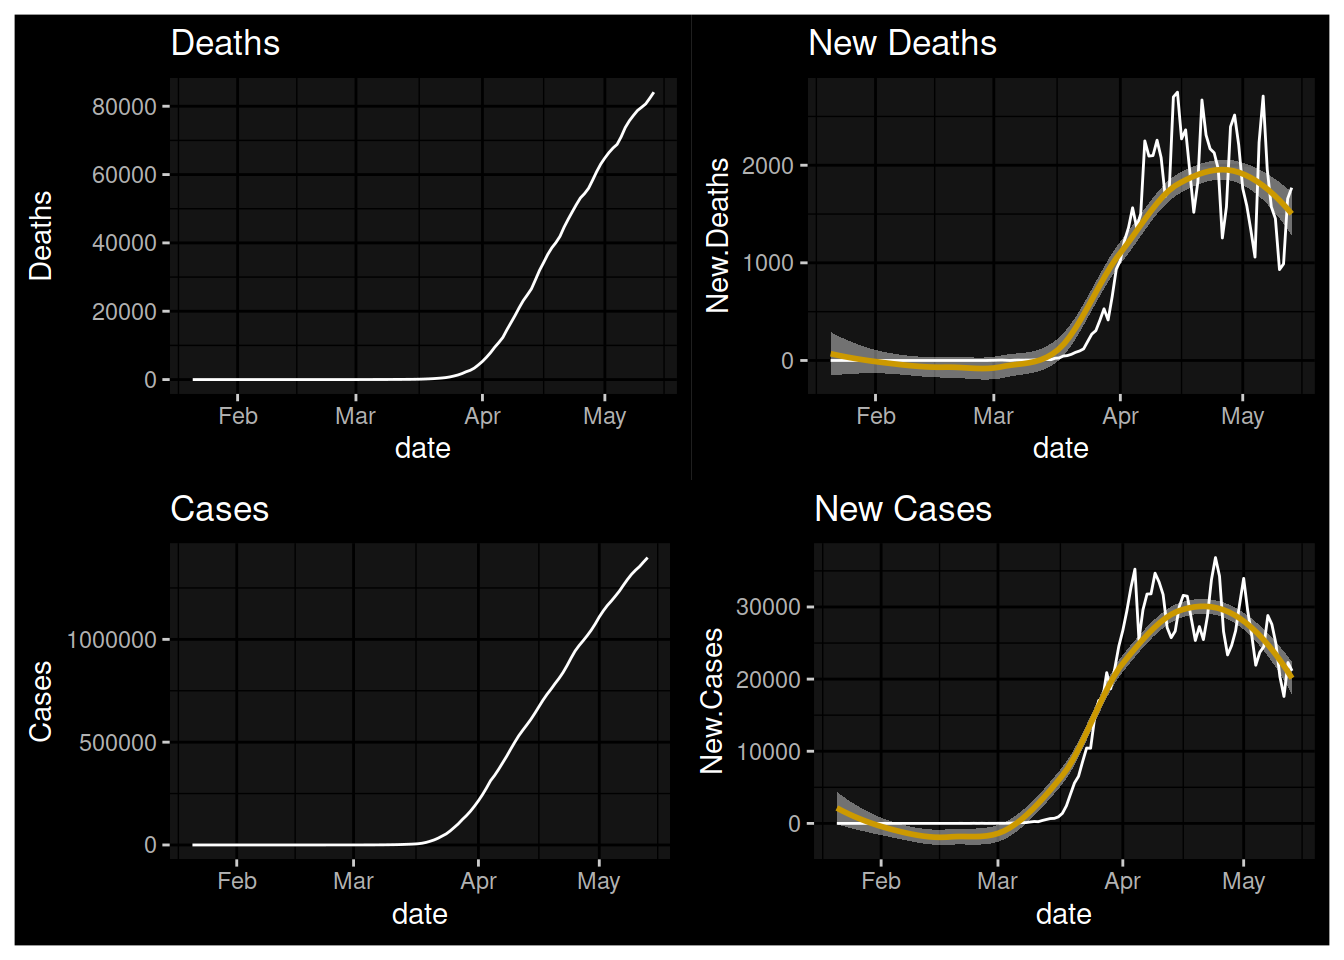 Deaths
Deaths
80000
60000
40000
20000
0
Feb Mar Apr May
date
New Deaths
New.Deaths
2000
1000
0
Feb Mar Apr May
date
Cases
Cases
1000000
500000
0
Feb Mar Apr May
date
New Cases
New.Cases
30000
20000
10000
0
Feb Mar Apr May
date